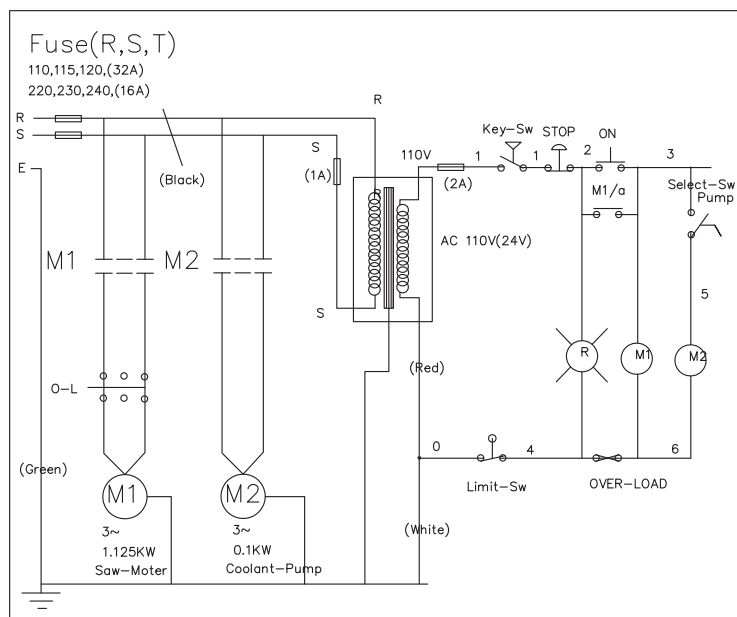 Fuse(R,S,T)
110,115,120,(32A)
220,230,240,(16A)
R
S
E
(Black)
R
S
(1A)
S
110V
(2A)
1
Key-Sw
1
STOP
2
ON
3
M1/a
Select-Sw
Pump
AC 110V(24V)
M1
M2
5
R
M1
M2
(Red)
O-L
0
4
6
Limit-Sw
OVER-LOAD
(Green)
M1
M2
(White)
3~
1.125KW
Saw-Moter
3~
0.1KW
Coolant-Pump